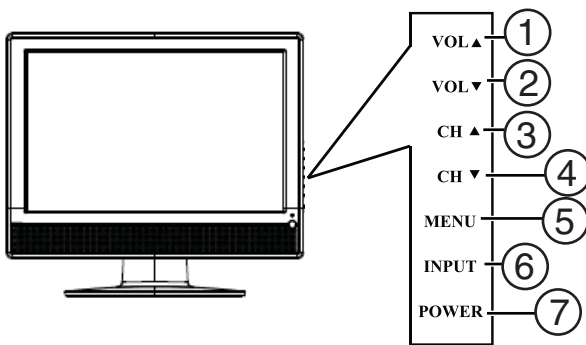 VOL▲ 1
VOL▼ 2
CH ▲ 3
CH ▼ 4
MENU 5
INPUT 6
POWER 7